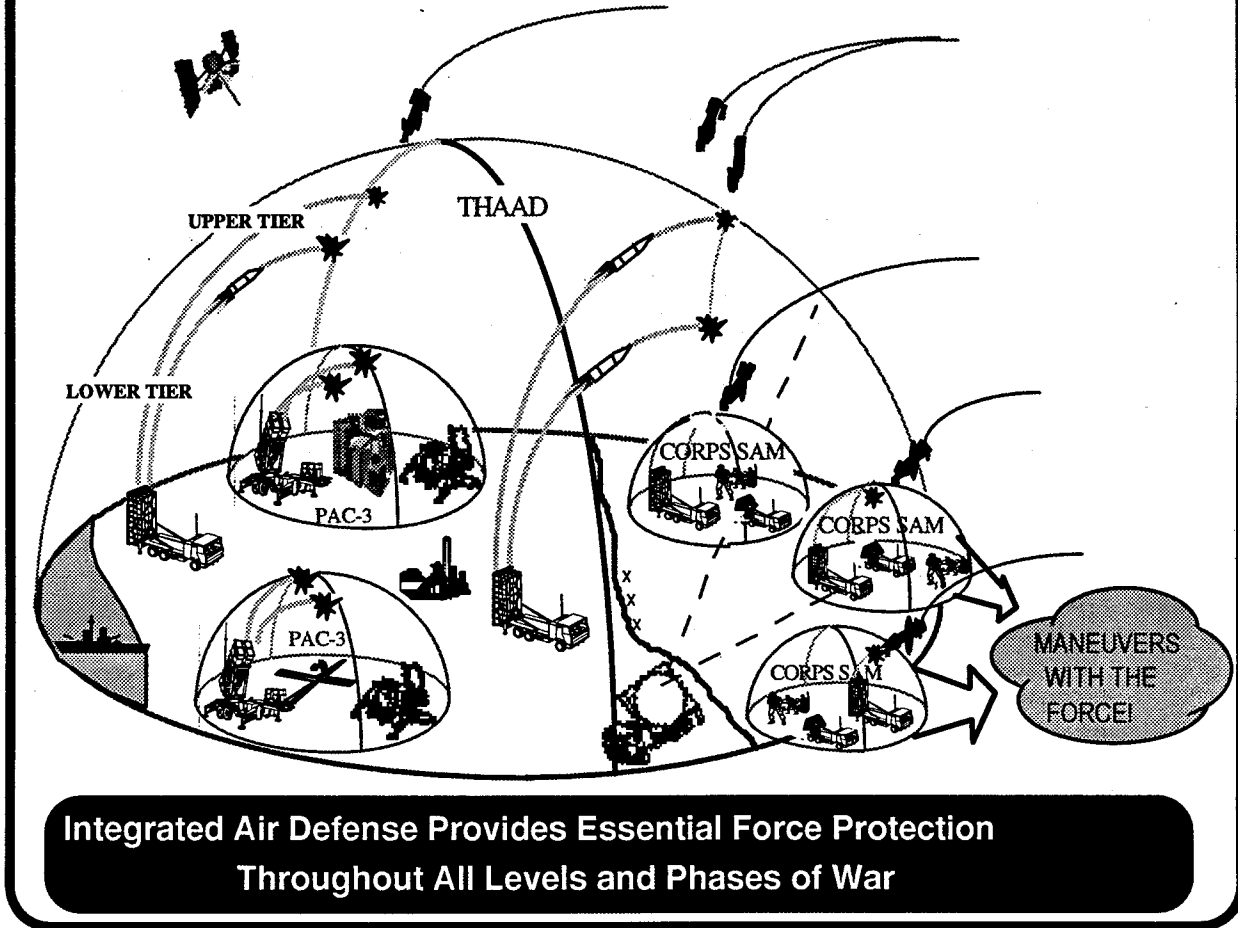 THAAD
UPPER TIER
LOWER TIER
CORPS SAM
PAC-3
CORPS SAM
x
x
PAC-3
CORPS SAM
MANEUVERS
WITH THE
FORCE!
Integrated Air Defense Provides Essential Force Protection
Throughout All Levels and Phases of War